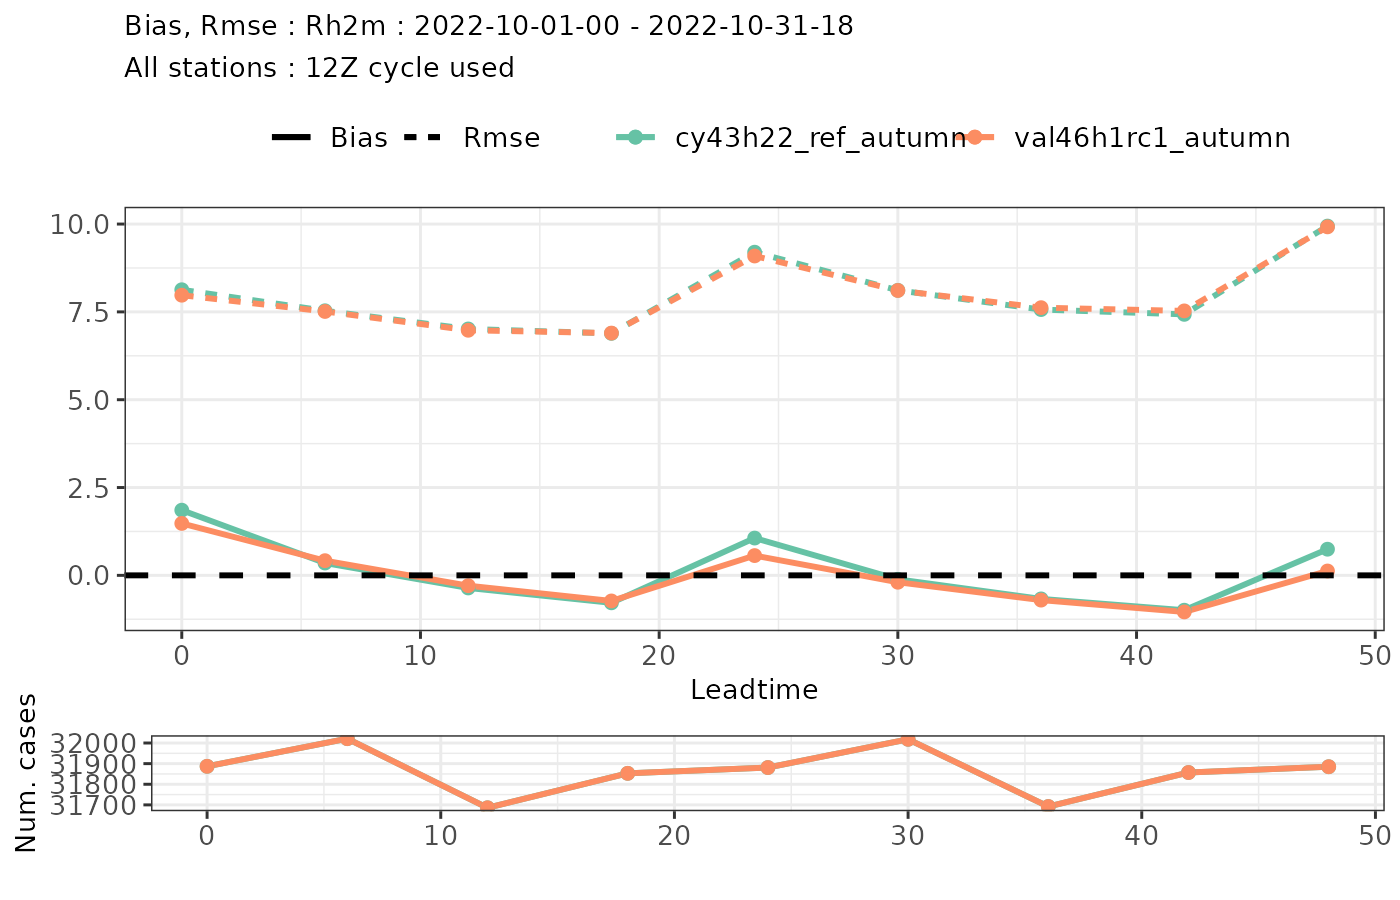 Bias, Rmse : Rh2m : 2022-10-01-00 - 2022-10-31-18
All stations : 12Z cycle used
Bias Rmse cy43h22_ref_autumn val46h1rc1_autumn
10.0
7.5
5.0
2.5
0.0
0 10 20 30 40 50
Leadtime
Num. cases
32000
31900
31800
31700
0 10 20 30 40 50